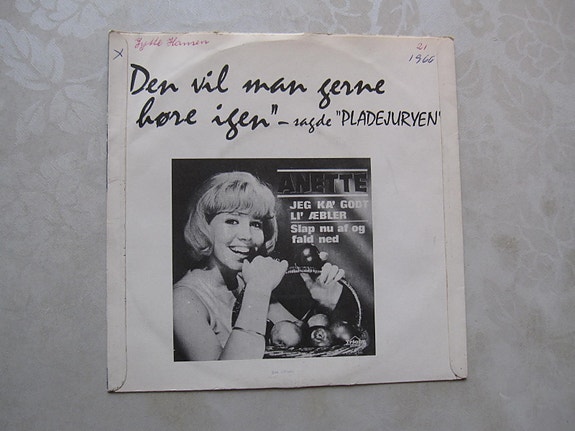 Jytte Hansen
21
X
1966
Den vil man gerne
høre igen" - sagde "PLADEJURYEN"
ANETTE
JEG KA' GODT
LI' ÆBLER
Slap nu af og
fald ned